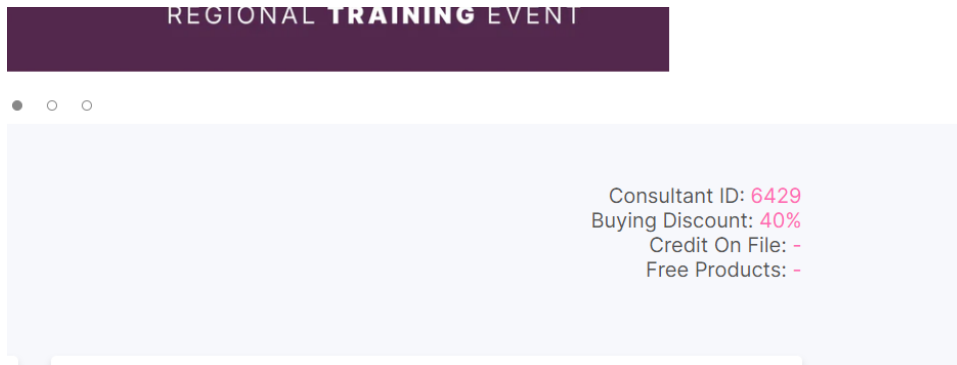 REGIONAL TRAINING EVENT
Consultant ID: 6429
Buying Discount: 40%
Credit On File: -
Free Products: -